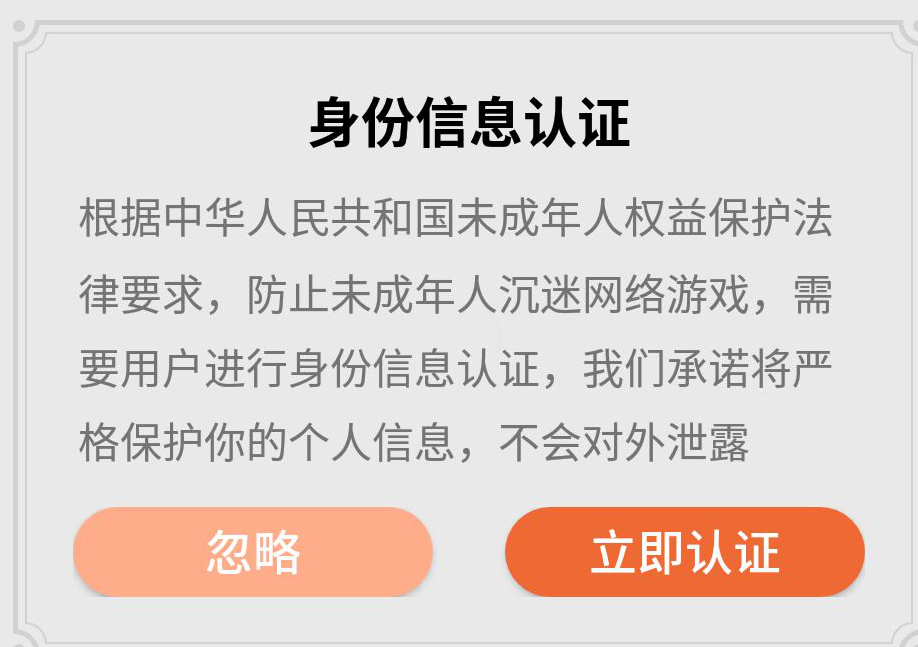 身份信息认证
根据中华人民共和国未成年人权益保护法
律要求，防止未成年人沉迷网络游戏，需
要用户进行身份信息认证，我们承诺将严
格保护你的个人信息，不会对外泄露
忽略
立即认证